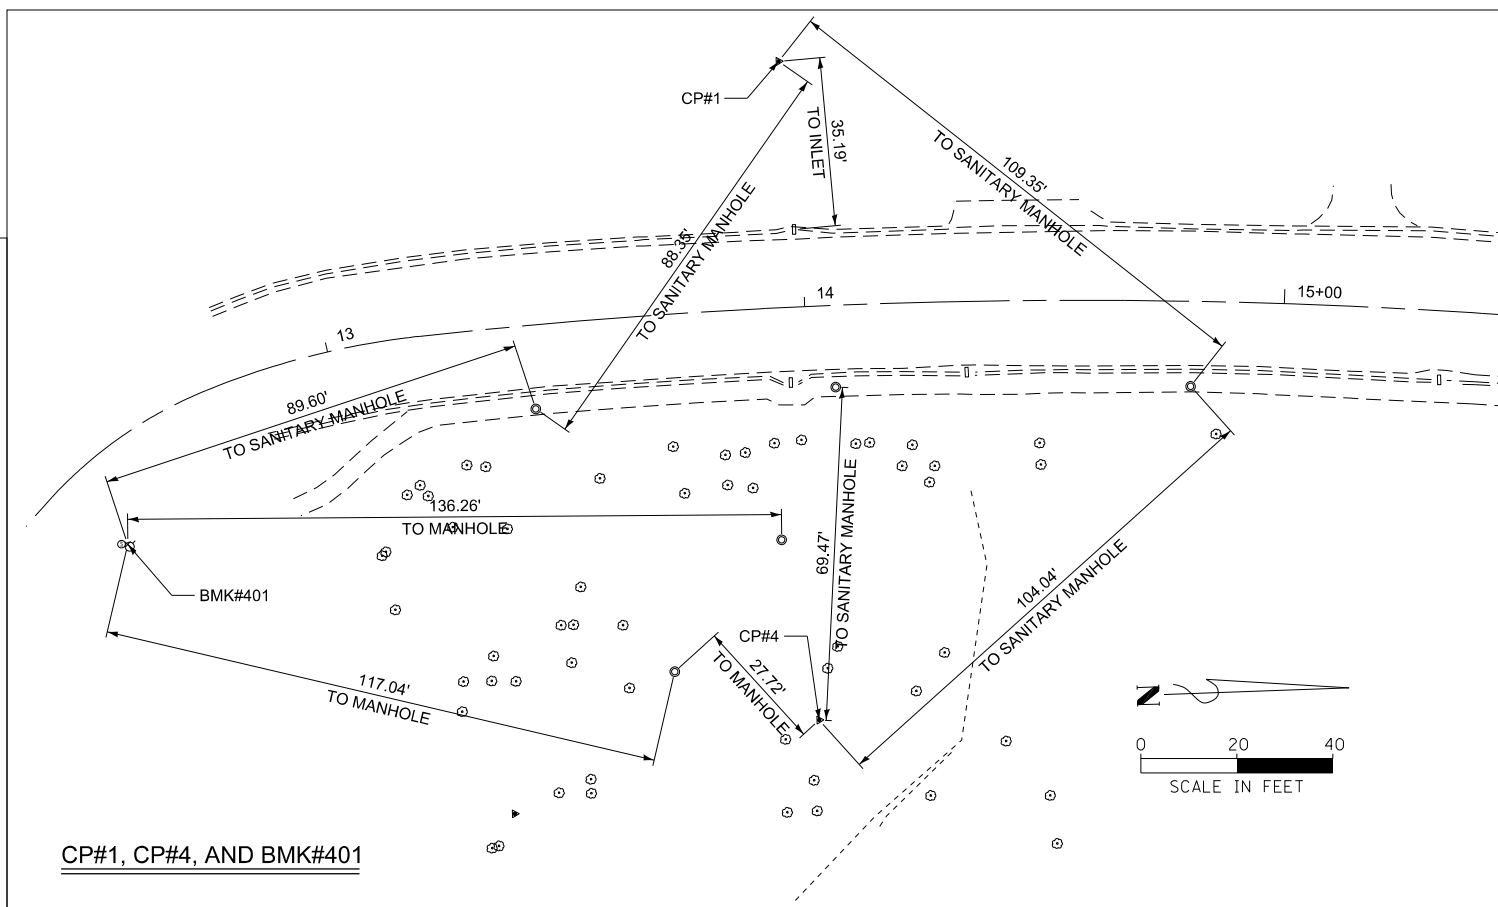 CP#1
35.19'
TO INLET
109.35'
TO SANITARY MANHOLE
88.35'
TO SANITARY MANHOLE
13
14
15+00
89.60'
TO SANITARY MANHOLE
136.26'
TO MANHOLE
BMK#401
69.47'
TO SANITARY MANHOLE
104.04'
TO SANITARY MANHOLE
CP#4
27.72'
TO MANHOLE
117.04'
TO MANHOLE
N
0 20 40
SCALE IN FEET
CP#1, CP#4, AND BMK#401